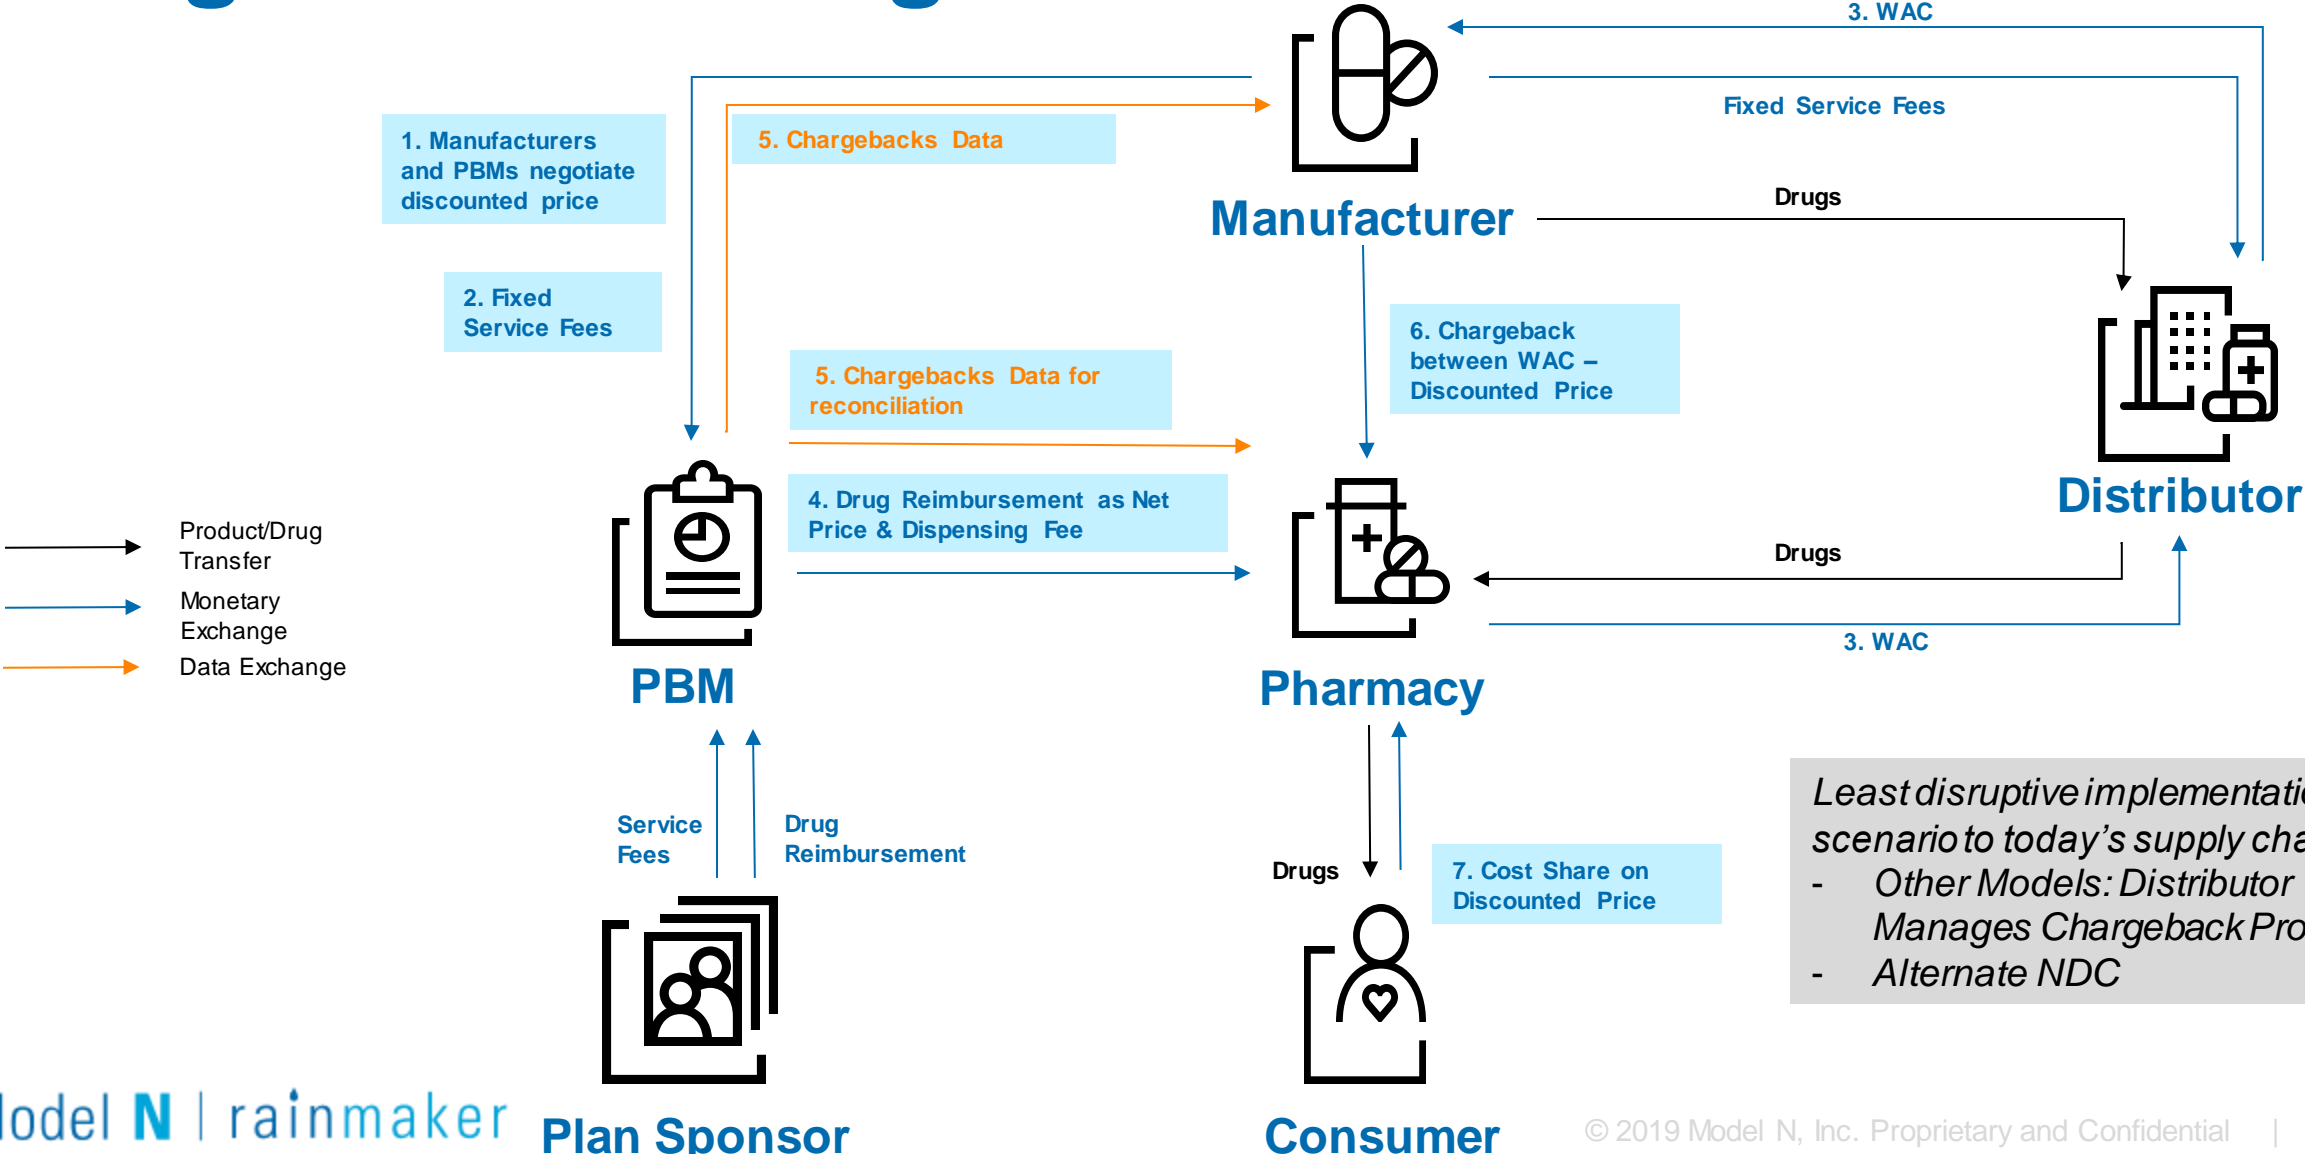 3. WAC
Fixed Service Fees
1. Manufacturers
and PBMs negotiate
discounted price
5. Chargebacks Data
Drugs
Manufacturer
2. Fixed
Service Fees
6. Chargeback
between WAC –
Discounted Price
5. Chargebacks Data for
reconciliation
4. Drug Reimbursement as Net
Price & Dispensing Fee
Distributor
Product/Drug
Transfer
Monetary
Exchange
Data Exchange
Drugs
3. WAC
PBM
Pharmacy
Service
Fees
Drug
Reimbursement
Drugs
7. Cost Share on
Discounted Price
Least disruptive implementati
scenario to today's supply cha
- Other Models: Distributor
Manages Chargeback Pro
- Alternate NDC
odel N | rainmaker
Plan Sponsor
Consumer
© 2019 Model N, Inc. Proprietary and Confidential |